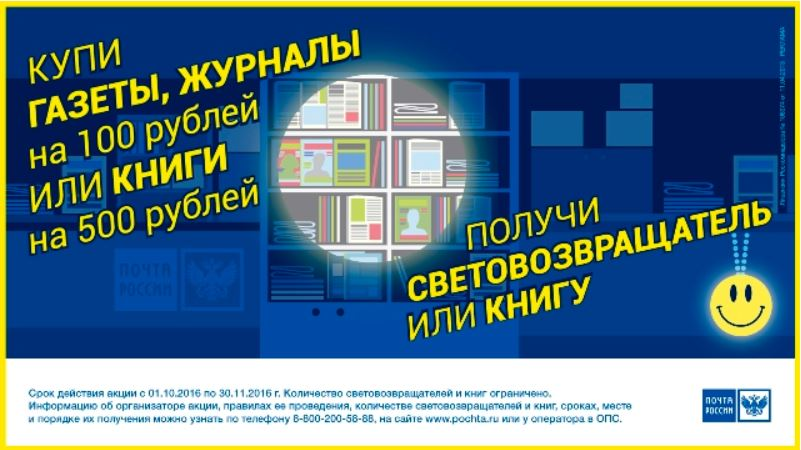 КУПИ
ГАЗЕТЫ, ЖУРНАЛЫ
на 100 рублей
ИЛИ КНИГИ
на 500 рублей
ПОЛУЧИ
СВЕТОВОЗВРАЩАТЕЛЬ
ИЛИ КНИГУ
ПОЧТА
РОССИИ
Срок действия акции с 01.10.2016 по 30.11.2016 г. Количество световозвращателей и книг ограничено.
Информацию об организаторе акции, правилах ее проведения, количестве световозвращателей и книг, сроках, месте
и порядке их получения можно узнать по телефону 8-800-200-58-88, на сайте www.pochta.ru или у оператора в ОПС.
ПОЧТА
РОССИИ